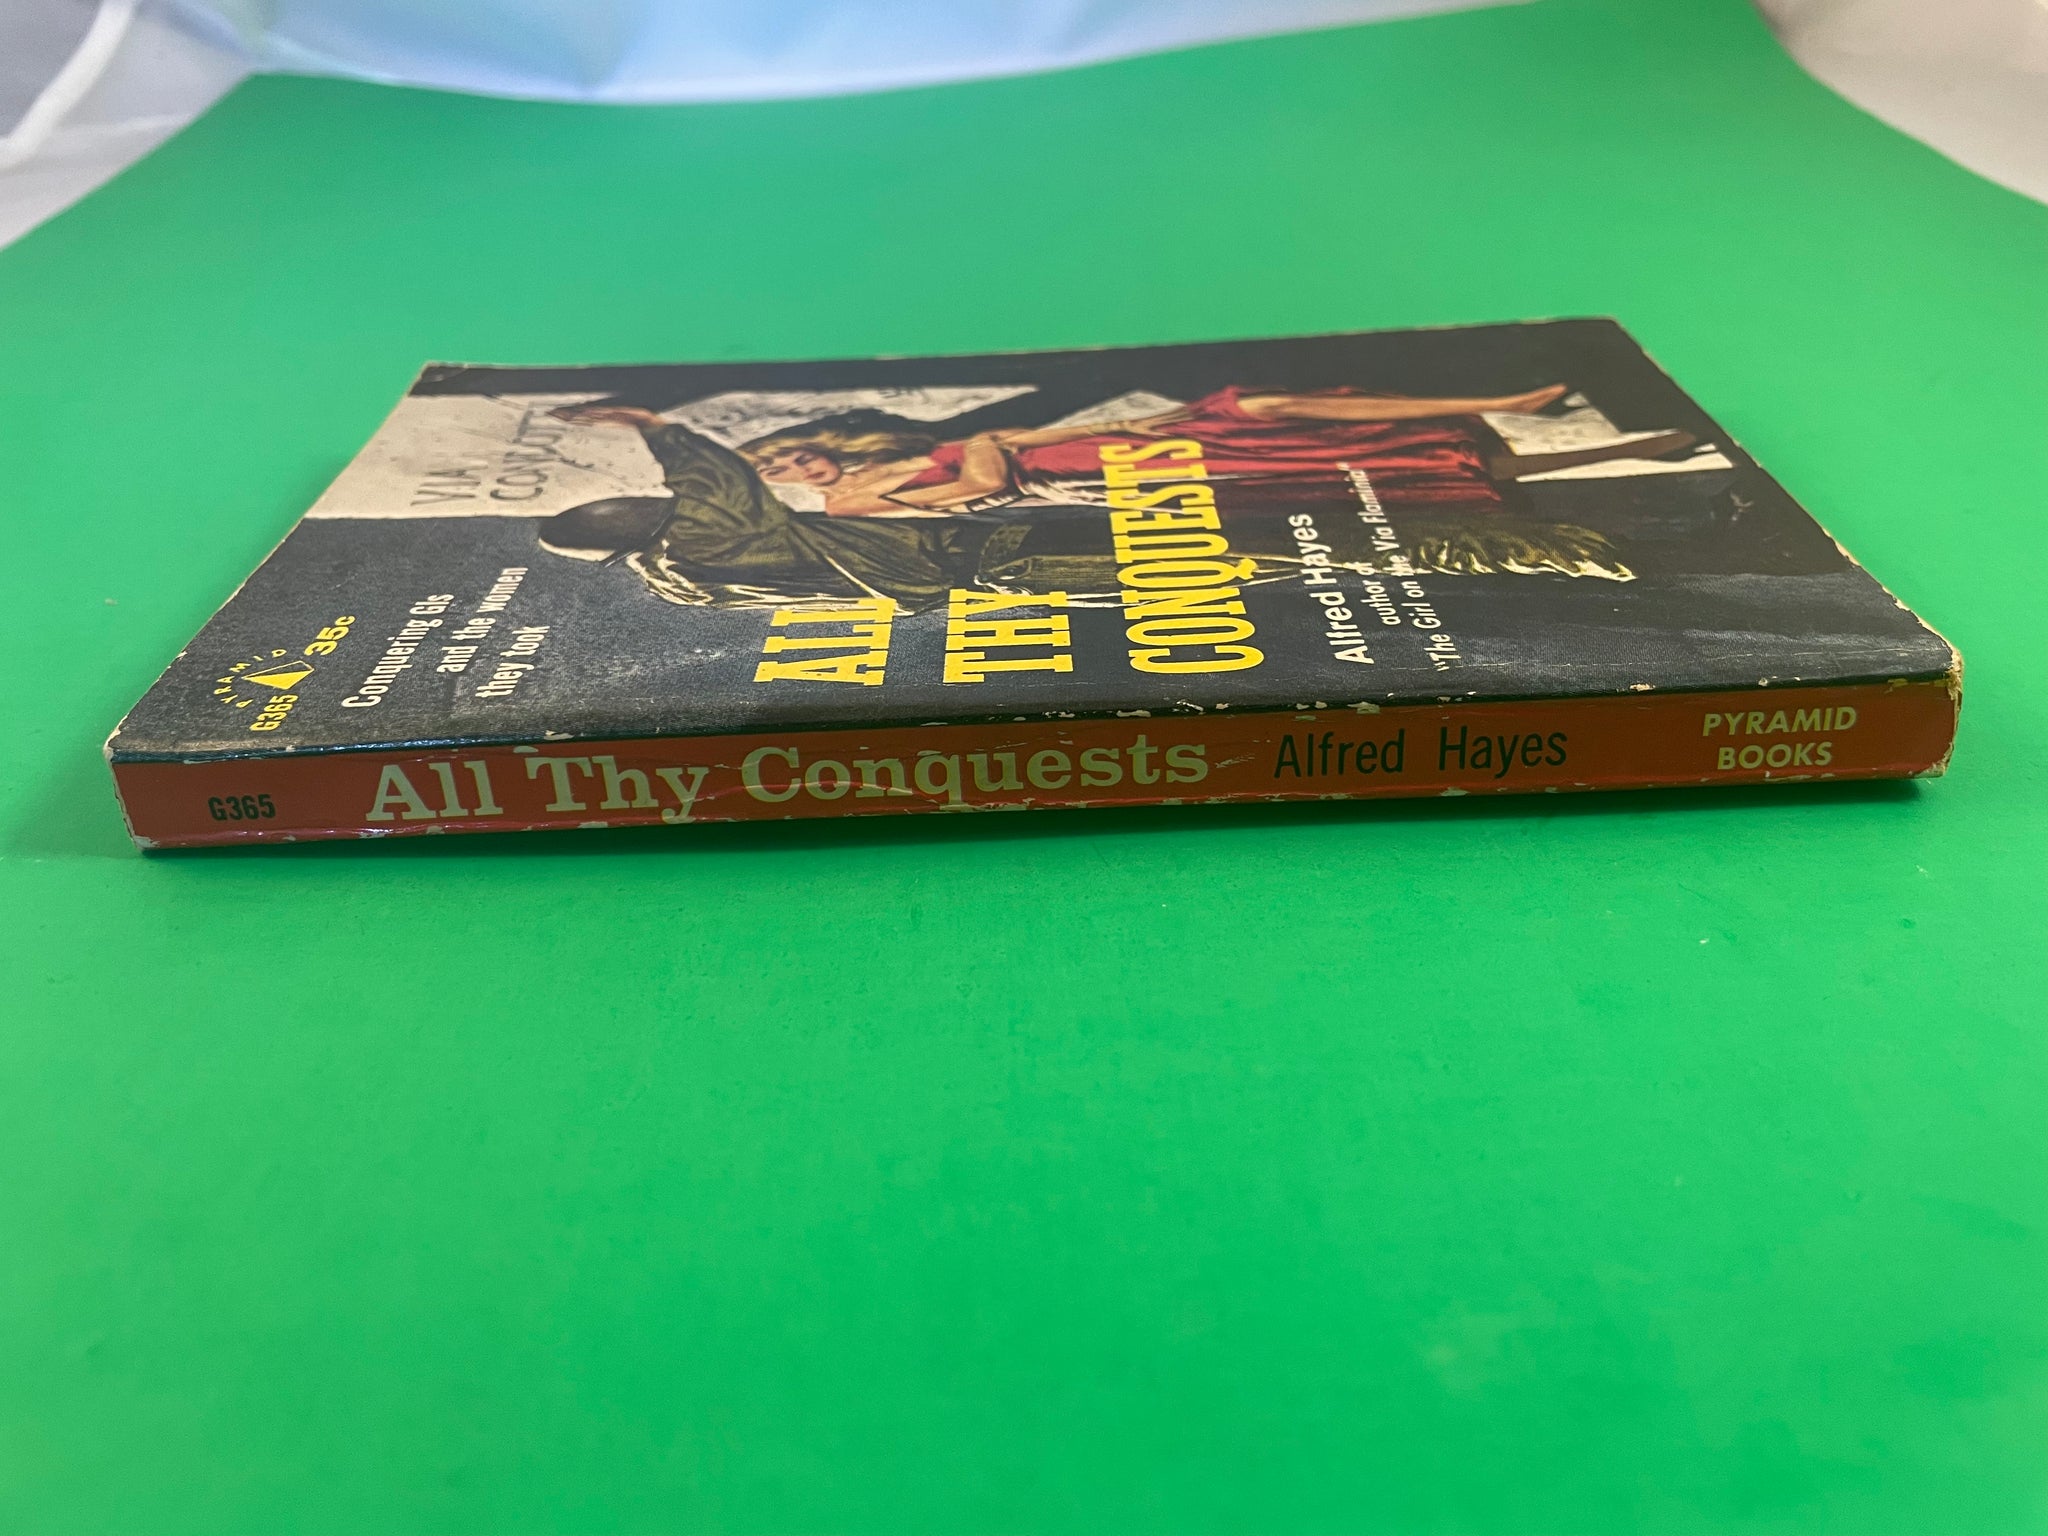 PYRAMID
G365 35c
Conquering GIs
and the women
they took
VIA
CONDOTT
ALL
THY
CONQUESTS
Alfred Hayes
author of
"The Girl on the Via Flaminia"
G365 All Thy Conquests Alfred Hayes PYRAMID
BOOKS